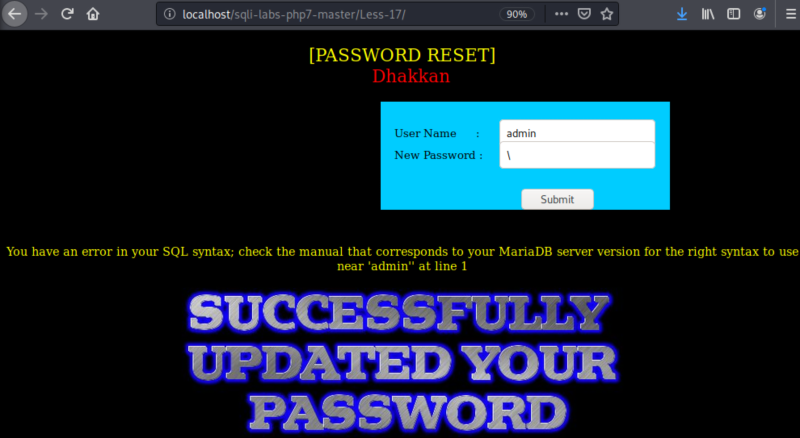 localhost/sqli-labs-php7-master/Less-17/
90%
[PASSWORD RESET]
Dhakkan
User Name : admin
New Password : \
Submit
You have an error in your SQL syntax; check the manual that corresponds to your MariaDB server version for the right syntax to use
near 'admin'' at line 1
SUCCESSFULLY
UPDATED YOUR
PASSWORD